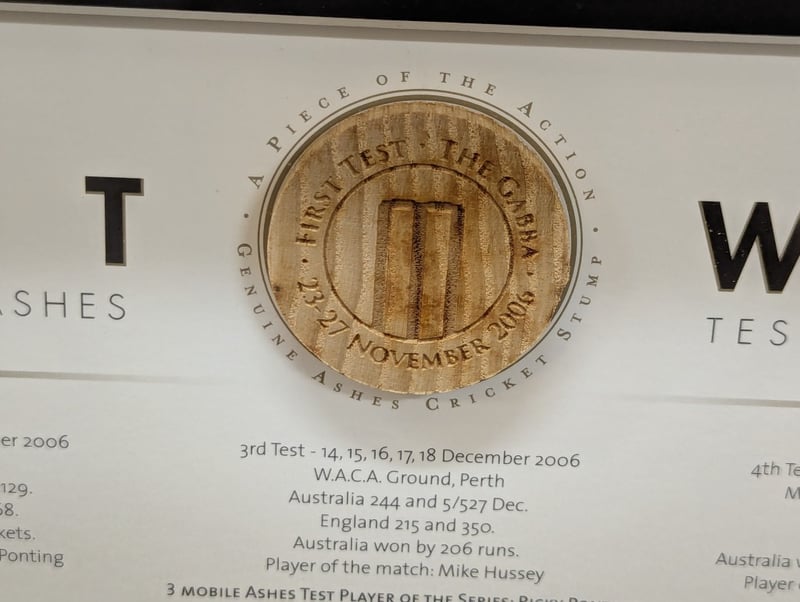 A PIECE OF THE ACTION
GENUINE ASHES CRICKET STUMP
FIRST TEST · THE GABBA
23-27 NOVEMBER 2006
T
ASHES
W
TES
er 2006
129.
68.
kets.
Ponting
3rd Test - 14, 15, 16, 17, 18 December 2006
W.A.C.A. Ground, Perth
Australia 244 and 5/527 Dec.
England 215 and 350.
Australia won by 206 runs.
Player of the match: Mike Hussey
4th Te
M
Australia w
Player o
3 MOBILE ASHES TEST PLAYER OF THE SERIES: RICKY PON